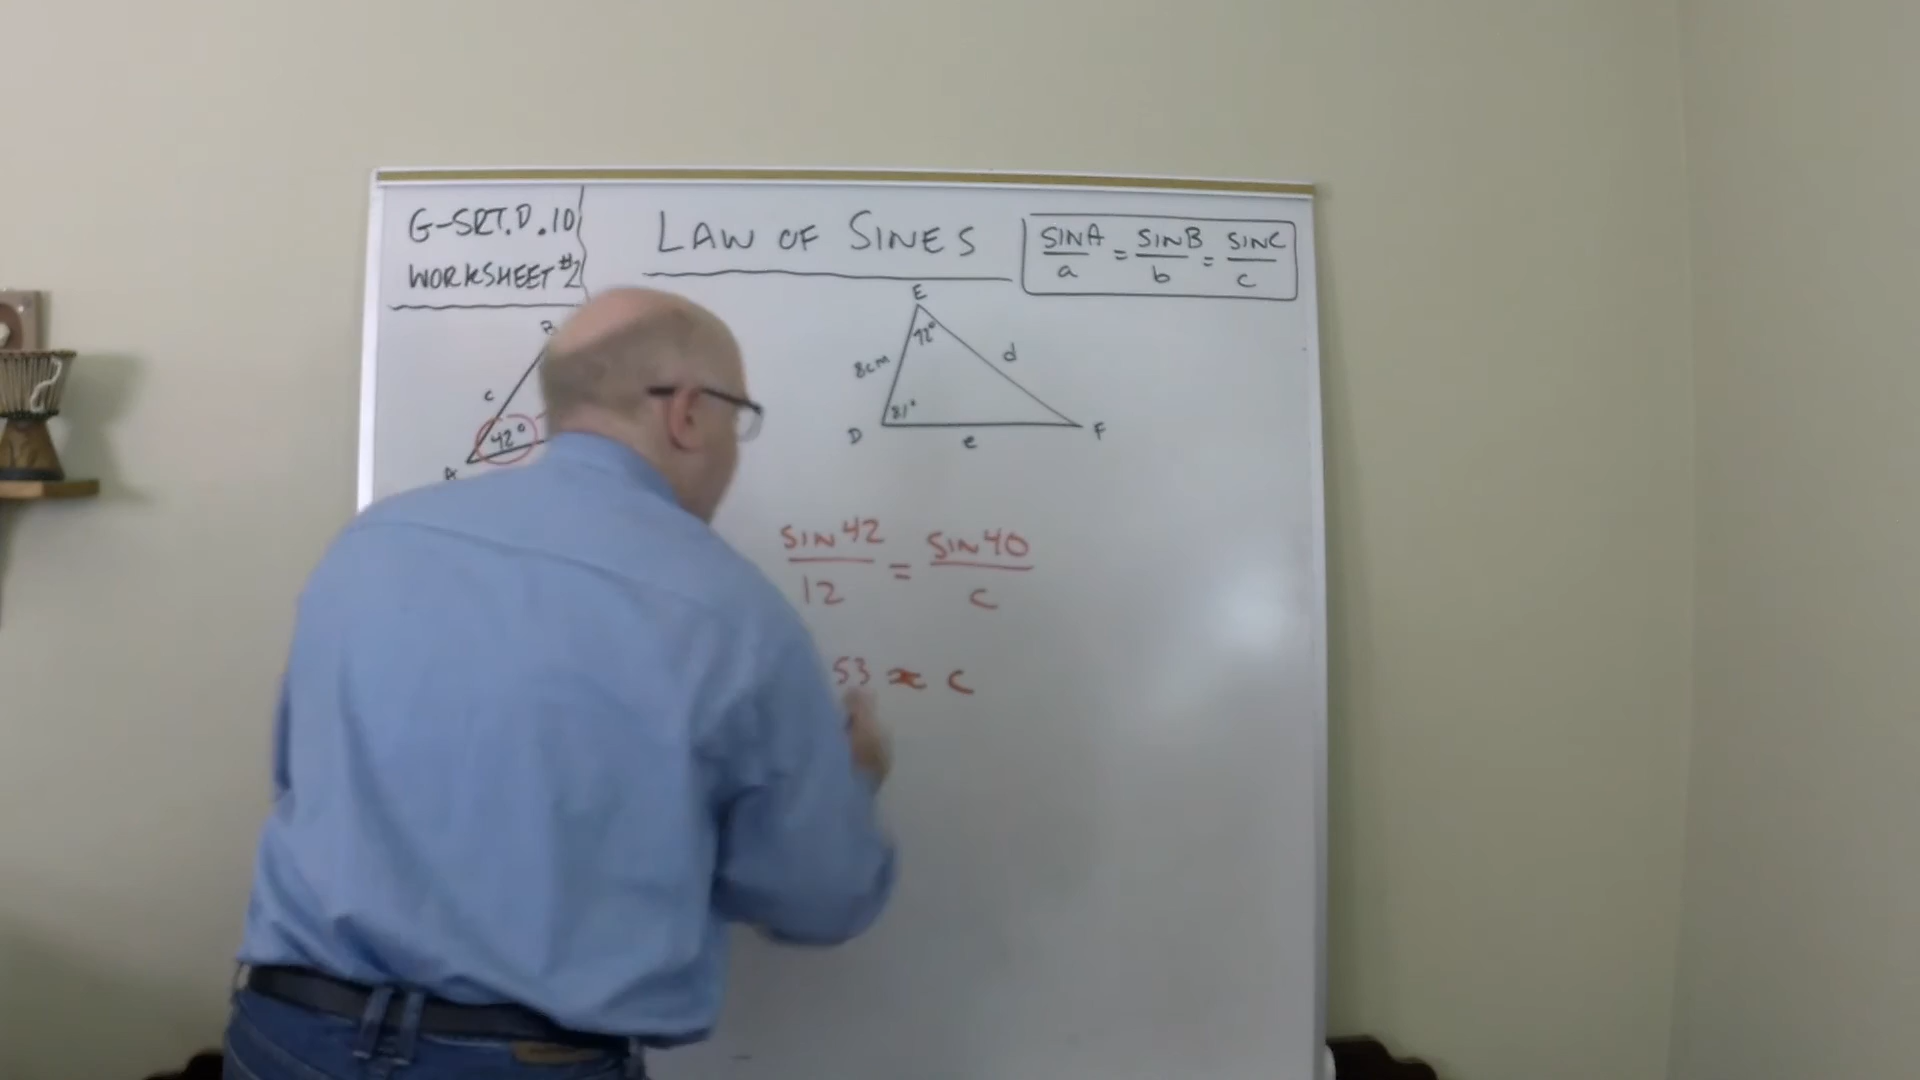 G-SRT.D.10
WORKSHEET #2
LAW OF SINES
SINA/a = SINB/b = SINC/c
B
c
42°
A
E
72°
8cm
d
81°
D
e
F
SIN 42/12 = SIN 40/c
53 ≈ c